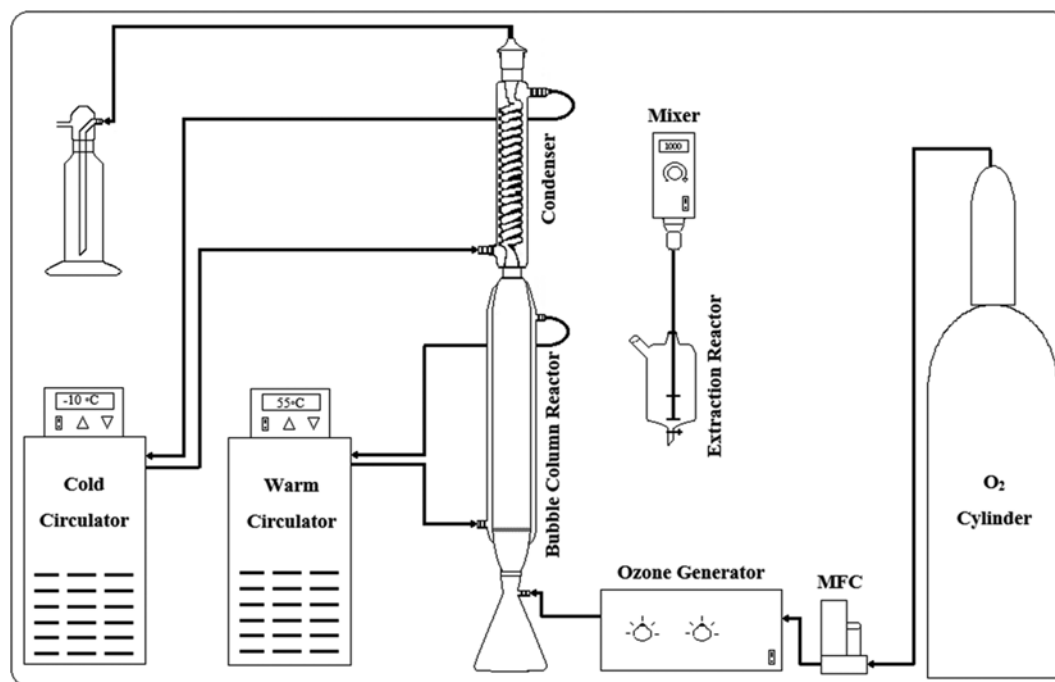 Mixer
1000
Condenser
Extraction Reactor
Bubble Column Reactor
-10 °C
55°C
Cold
Circulator
Warm
Circulator
O₂
Cylinder
Ozone Generator
MFC